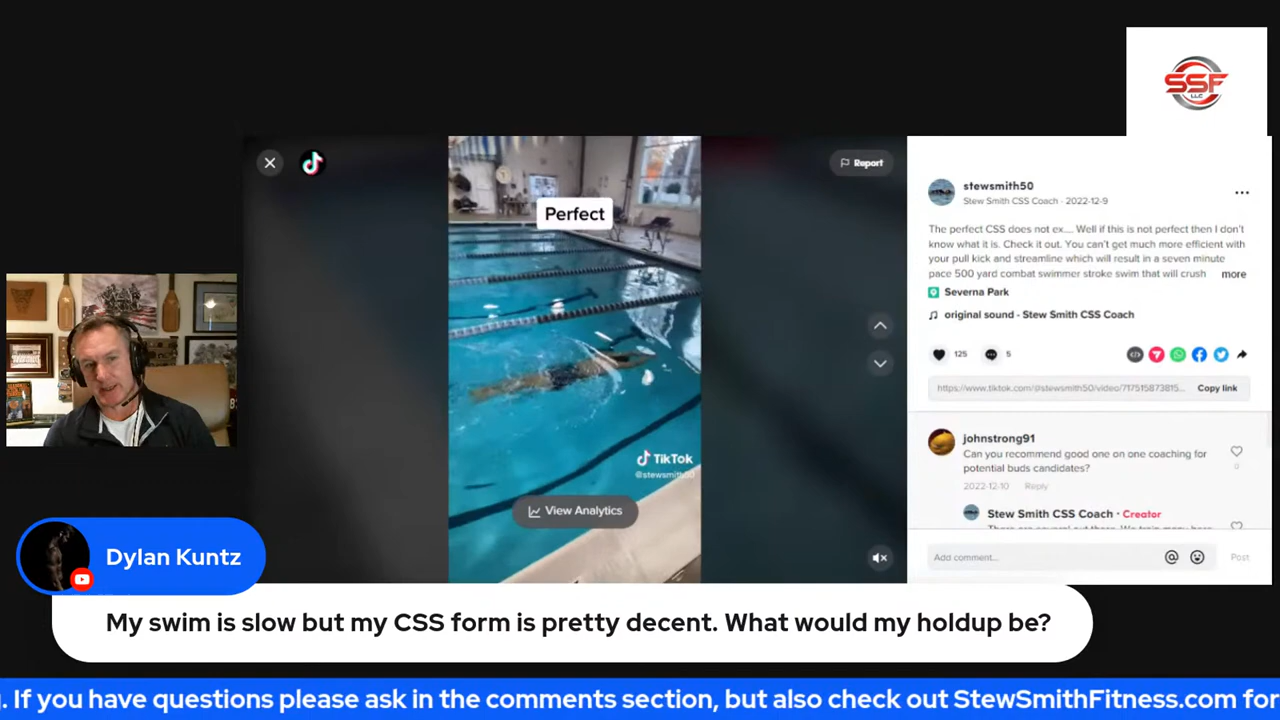 SSF
LLC
Report
Perfect
TikTok
@stewsmith50
View Analytics
stewsmith50
Stew Smith CSS Coach · 2022-12-9
The perfect CSS does not ex.... Well if this is not perfect then I don't
know what it is. Check it out. You can't get much more efficient with
your pull kick and streamline which will result in a seven minute
pace 500 yard combat swimmer stroke swim that will crush more
Severna Park
original sound - Stew Smith CSS Coach
125
5
https://www.tiktok.com/@stewsmith50/video/717515873815... Copy link
johnstrong91
Can you recommend good one on one coaching for
potential buds candidates?
0
2022-12-10 Reply
Stew Smith CSS Coach · Creator
Add comment...
Post
Dylan Kuntz
My swim is slow but my CSS form is pretty decent. What would my holdup be?
. If you have questions please ask in the comments section, but also check out StewSmithFitness.com for